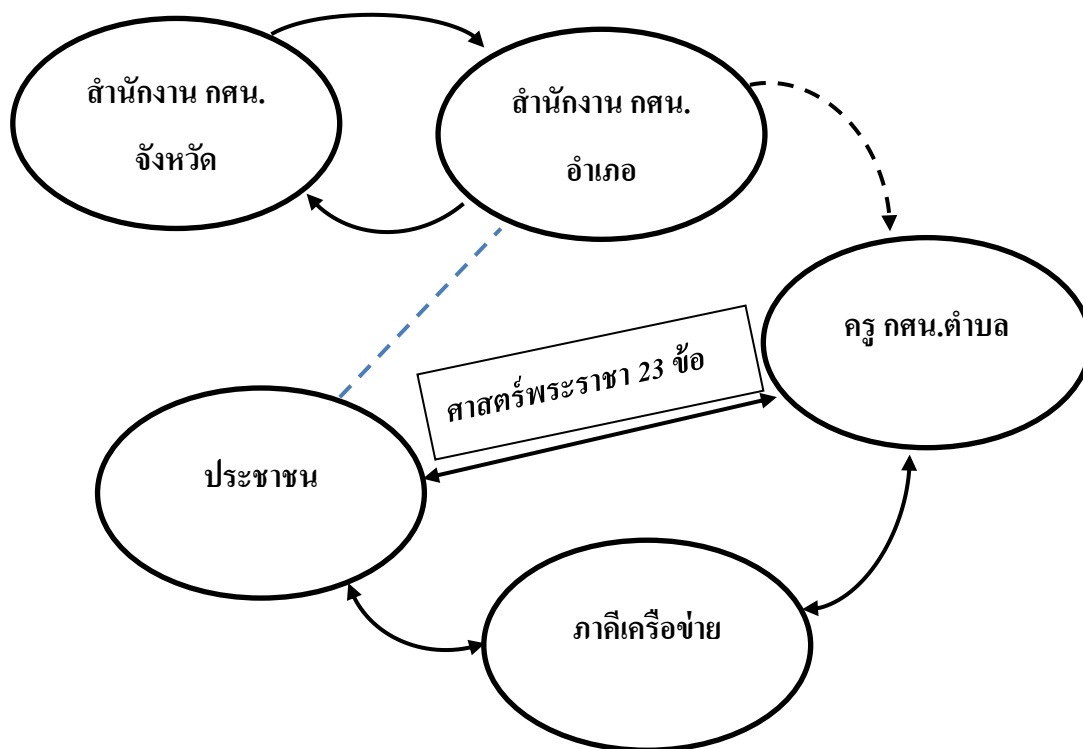 สำนักงาน กศน.
จังหวัด
สำนักงาน กศน.
อำเภอ
ครู กศน.ตำบล
ศาสตร์พระราชา 23 ข้อ
ประชาชน
ภาคีเครือข่าย